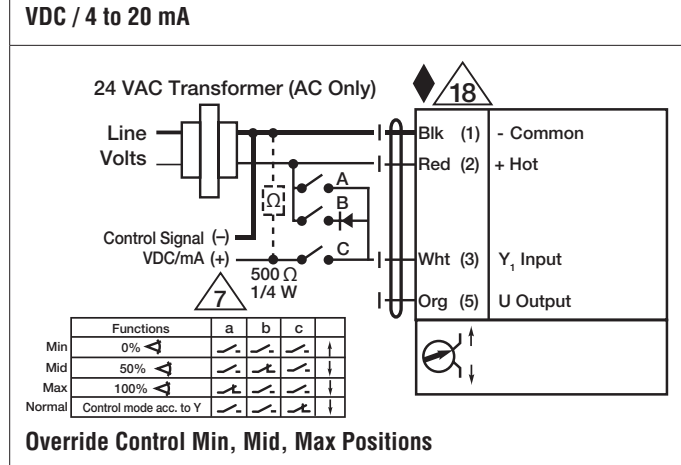 VDC / 4 to 20 mA
24 VAC Transformer (AC Only)
18
Line
Volts
Blk (1) - Common
Red (2) + Hot
A
Ω
B
Control Signal (–)
VDC/mA (+)
C
Wht (3) Y1 Input
500 Ω
1/4 W
7
Org (5) U Output
Functions a b c
Min 0%
Mid 50%
Max 100%
Normal Control mode acc. to Y
Override Control Min, Mid, Max Positions